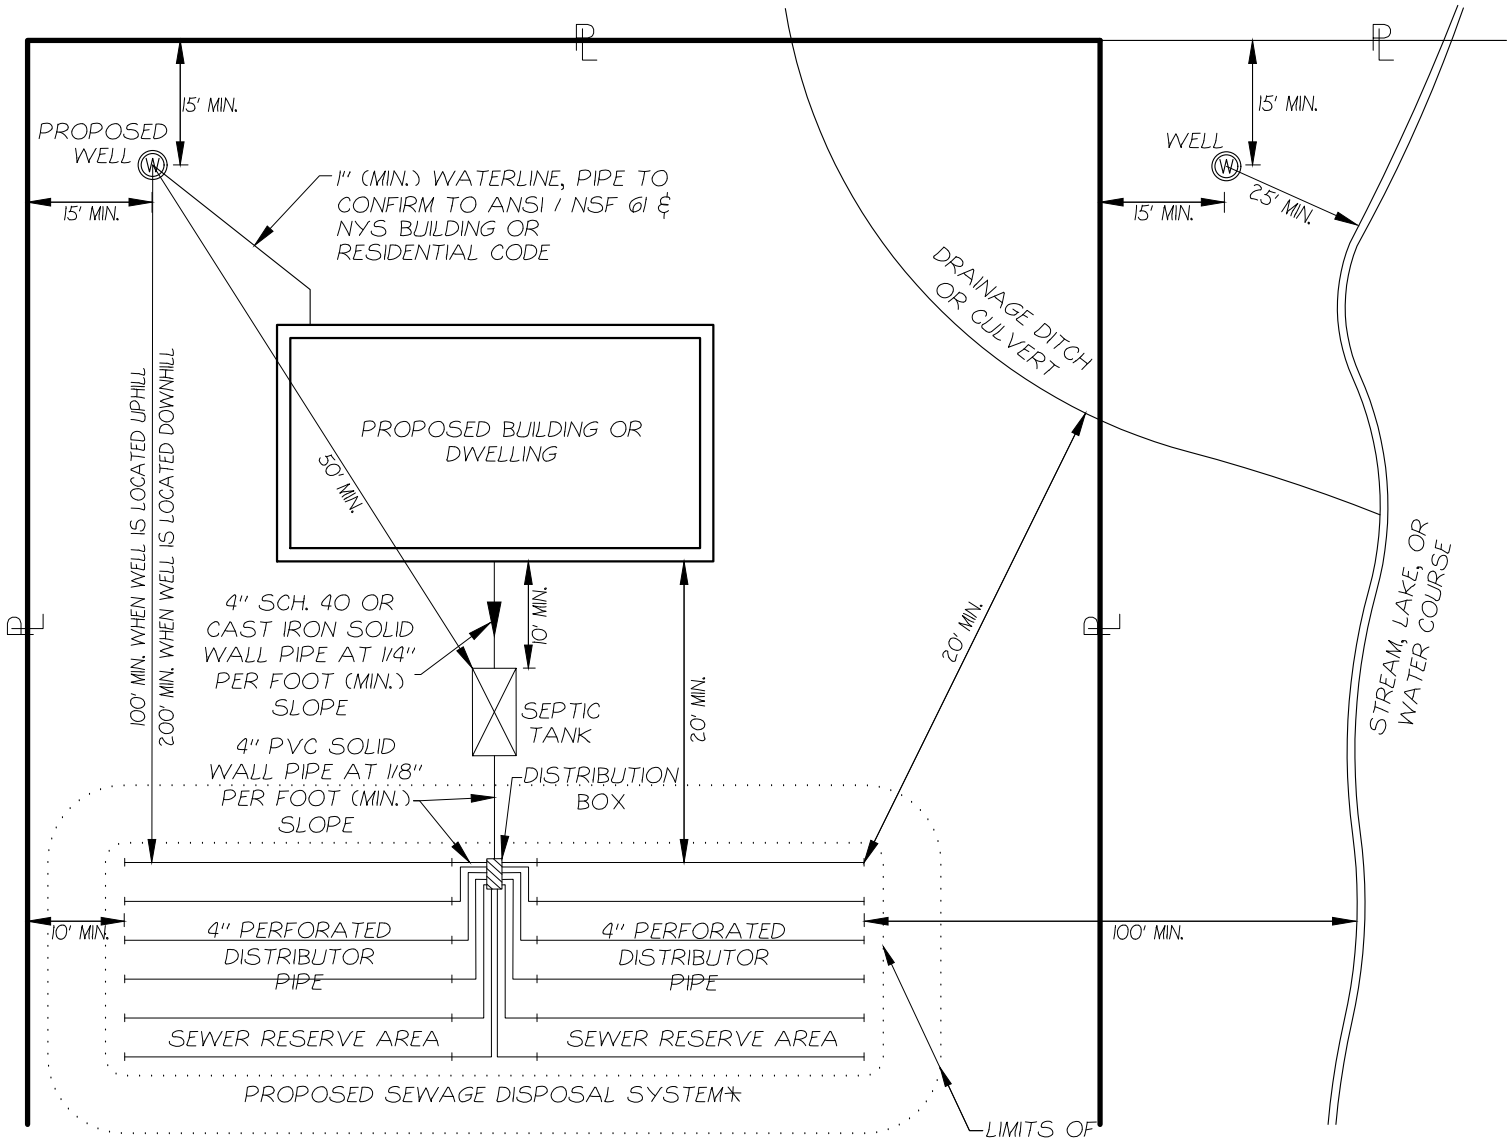 PL
PL
15' MIN.
15' MIN.
PROPOSED
WELL
W
WELL
W
15' MIN.
15' MIN.
25' MIN.
1" (MIN.) WATERLINE, PIPE TO
CONFIRM TO ANSI / NSF 61 &
NYS BUILDING OR
RESIDENTIAL CODE
DRAINAGE DITCH
OR CULVERT
100' MIN. WHEN WELL IS LOCATED UPHILL
200' MIN. WHEN WELL IS LOCATED DOWNHILL
50' MIN.
PROPOSED BUILDING OR
DWELLING
PL
PL
4" SCH. 40 OR
CAST IRON SOLID
WALL PIPE AT 1/4"
PER FOOT (MIN.)
SLOPE
10' MIN.
20' MIN.
20' MIN.
STREAM, LAKE, OR
WATER COURSE
SEPTIC
TANK
4" PVC SOLID
WALL PIPE AT 1/8"
PER FOOT (MIN.)
SLOPE
DISTRIBUTION
BOX
10' MIN.
4" PERFORATED
DISTRIBUTOR
PIPE
4" PERFORATED
DISTRIBUTOR
PIPE
100' MIN.
SEWER RESERVE AREA
SEWER RESERVE AREA
PROPOSED SEWAGE DISPOSAL SYSTEM*
LIMITS OF